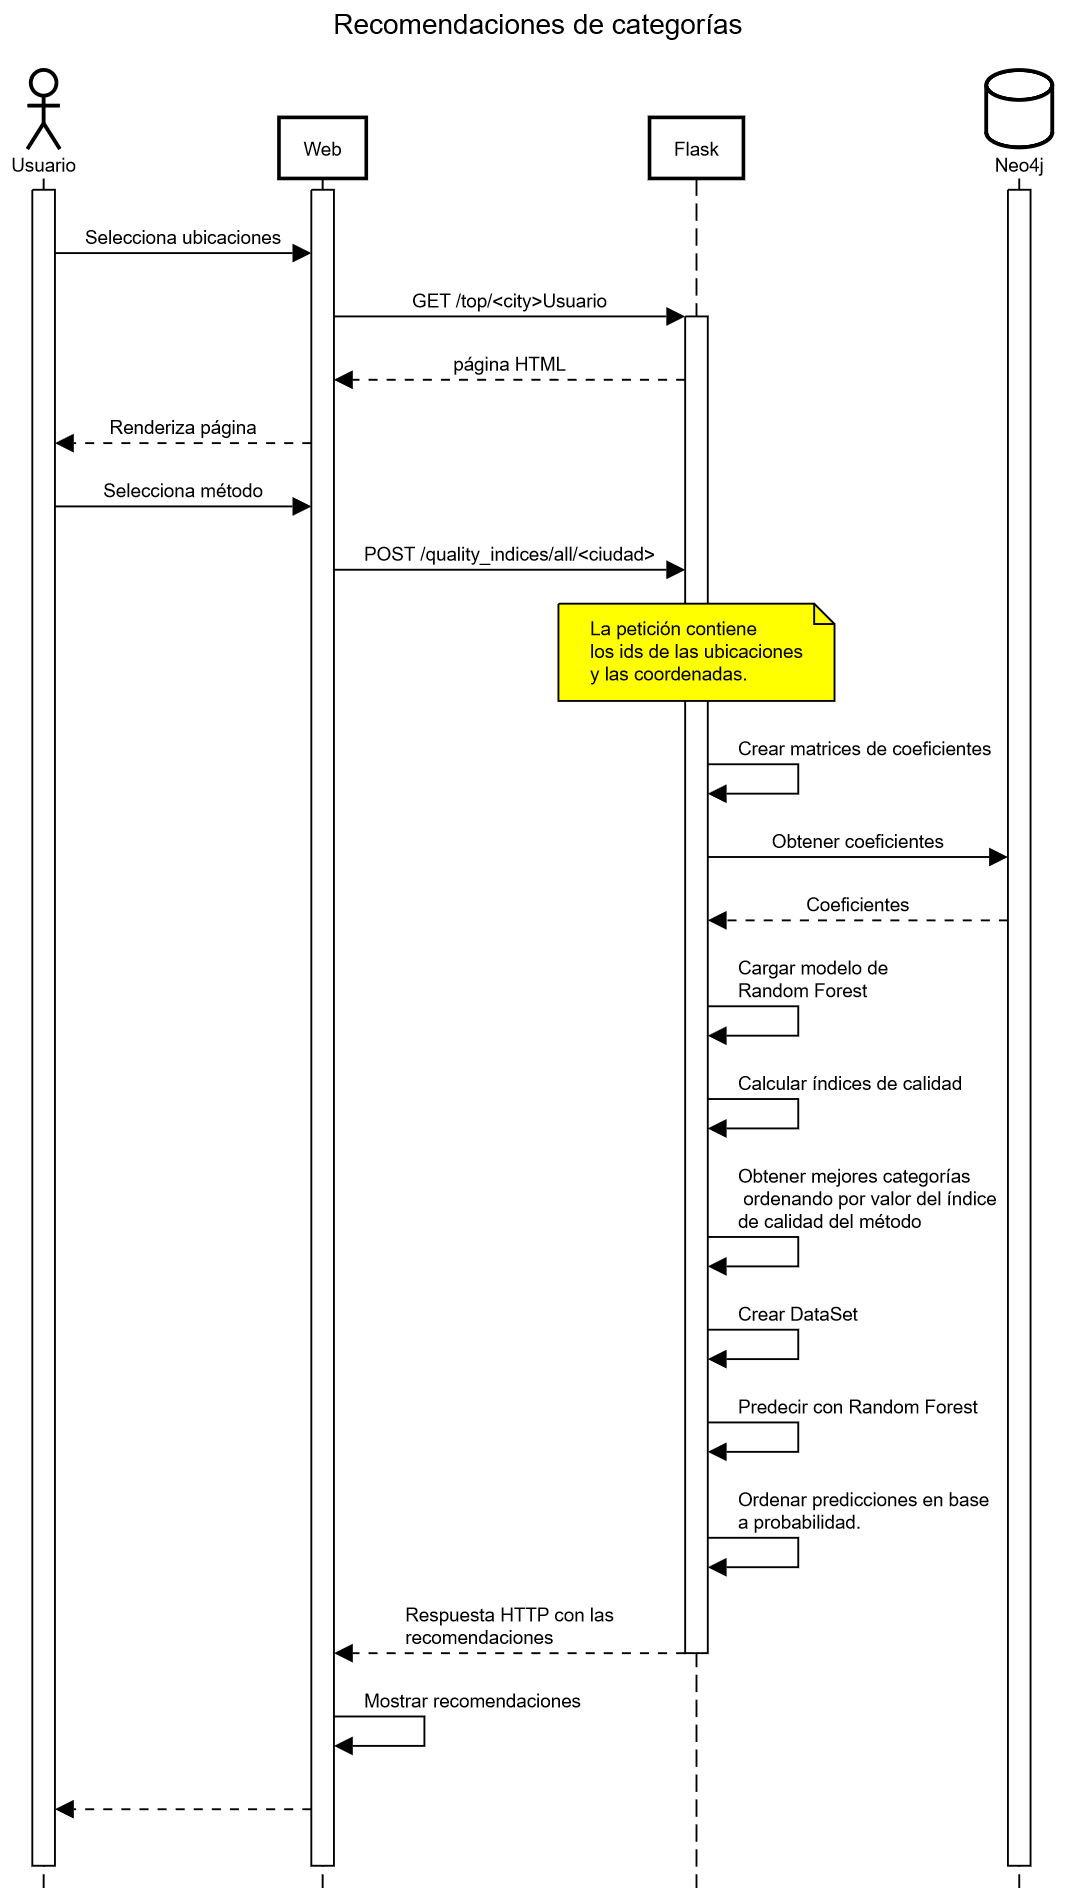 Recomendaciones de categorías
Usuario
Web
Flask
Neo4j
Selecciona ubicaciones
GET /top/<city>Usuario
página HTML
Renderiza página
Selecciona método
POST /quality_indices/all/<ciudad>
La petición contiene
los ids de las ubicaciones
y las coordenadas.
Crear matrices de coeficientes
Obtener coeficientes
Coeficientes
Cargar modelo de
Random Forest
Calcular índices de calidad
Obtener mejores categorías
ordenando por valor del índice
de calidad del método
Crear DataSet
Predecir con Random Forest
Ordenar predicciones en base
a probabilidad.
Respuesta HTTP con las
recomendaciones
Mostrar recomendaciones